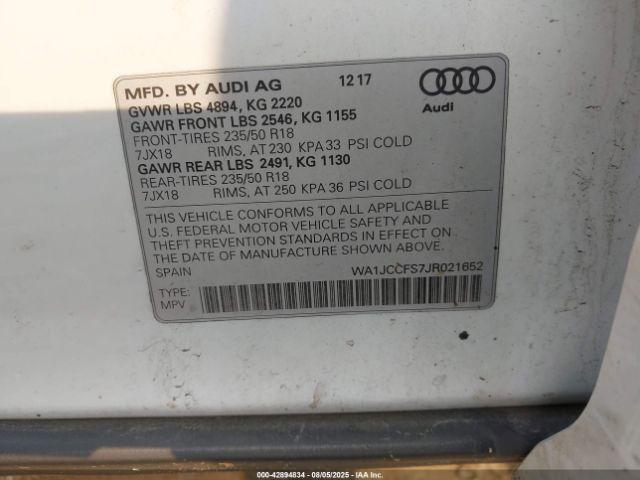 MFD. BY AUDI AG 12 17
GVWR LBS 4894, KG 2220
GAWR FRONT LBS 2546, KG 1155
FRONT-TIRES 235/50 R18
7JX18 RIMS, AT 230 KPA 33 PSI COLD
GAWR REAR LBS 2491, KG 1130
REAR-TIRES 235/50 R18
7JX18 RIMS, AT 250 KPA 36 PSI COLD
Audi
THIS VEHICLE CONFORMS TO ALL APPLICABLE
U.S. FEDERAL MOTOR VEHICLE SAFETY AND
THEFT PREVENTION STANDARDS IN EFFECT ON
THE DATE OF MANUFACTURE SHOWN ABOVE.
SPAIN WA1JCCFS7JR021652
TYPE:
MPV
000-42894834 - 08/05/2025 - IAAI.COM